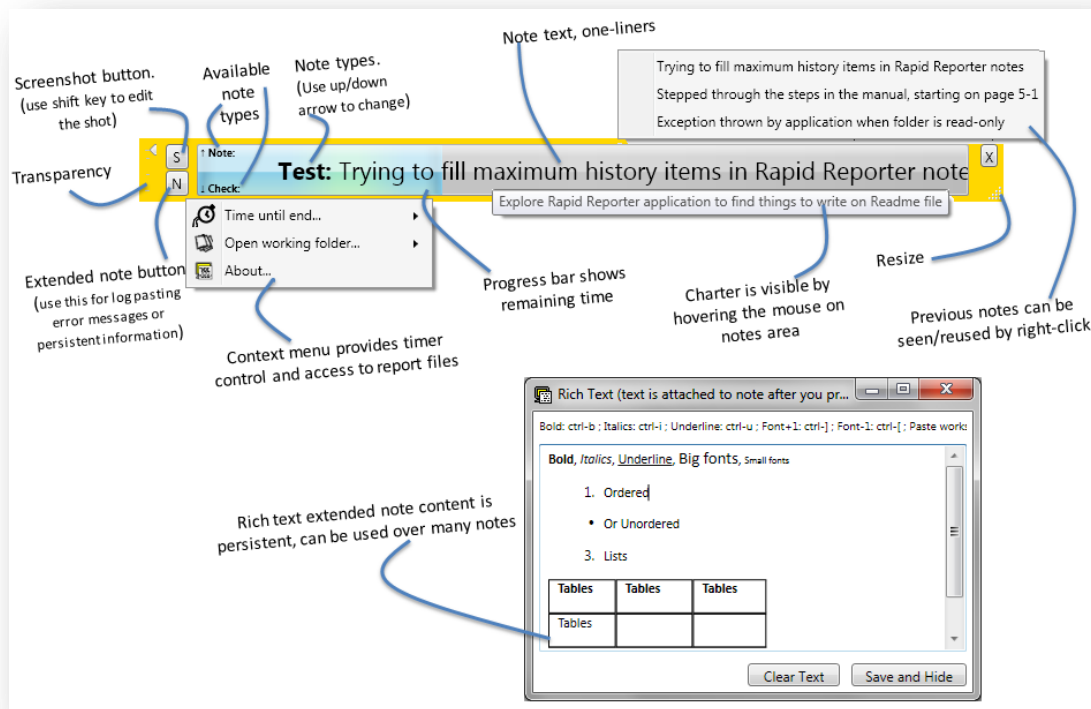 Note text, one-liners
Trying to fill maximum history items in Rapid Reporter notes
Stepped through the steps in the manual, starting on page 5-1
Exception thrown by application when folder is read-only
Screenshot button.
(use shift key to edit
the shot)
Available
note
types
Note types.
(Use up/down
arrow to change)
Transparency
S
N
↑ Note:
Test: Trying to fill maximum history items in Rapid Reporter note
↓ Check:
X
Explore Rapid Reporter application to find things to write on Readme file
Time until end...
Open working folder...
About...
Extended note button
(use this for log pasting
error messages or
persistent information)
Context menu provides timer
control and access to report files
Progress bar shows
remaining time
Charter is visible by
hovering the mouse on
notes area
Resize
Previous notes can be
seen/reused by right-click
Rich Text (text is attached to note after you pr...
Bold: ctrl-b ; Italics: ctrl-i ; Underline: ctrl-u ; Font+1: ctrl-] ; Font-1: ctrl-[ ; Paste works
Bold, Italics, Underline, Big fonts, Small fonts
1. Ordered
• Or Unordered
3. Lists
Tables Tables Tables
Tables
Rich text extended note content is
persistent, can be used over many notes
Clear Text Save and Hide